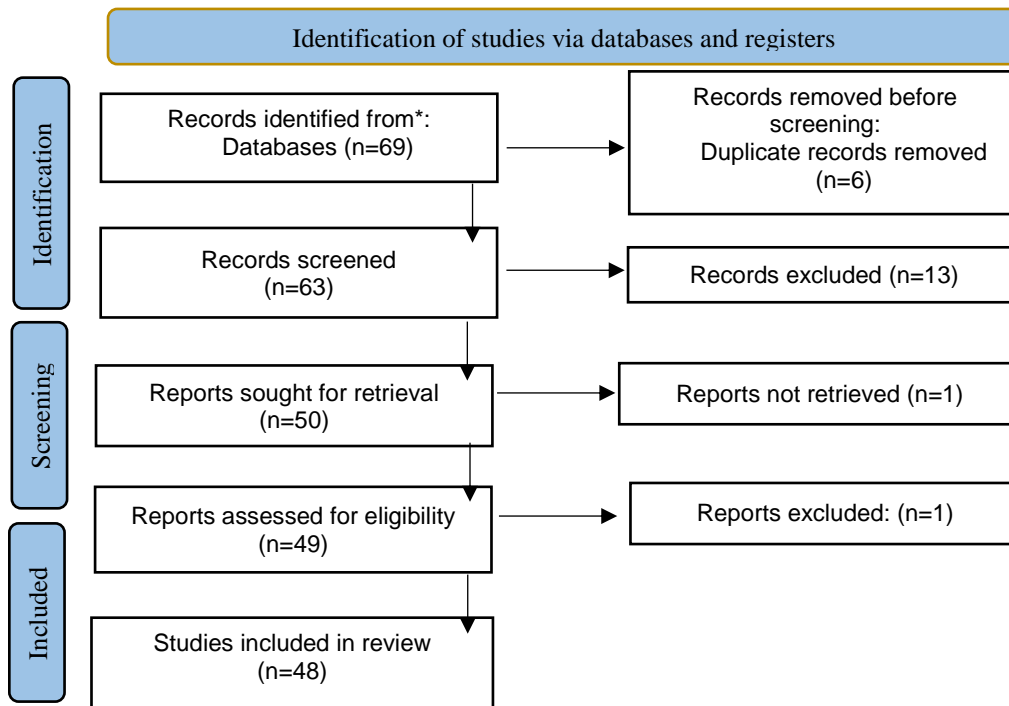 Identification of studies via databases and registers
Identification
Records identified from*:
Databases (n=69)
Records removed before
screening:
Duplicate records removed
(n=6)
Records screened
(n=63)
Records excluded (n=13)
Screening
Reports sought for retrieval
(n=50)
Reports not retrieved (n=1)
Reports assessed for eligibility
(n=49)
Reports excluded: (n=1)
Included
Studies included in review
(n=48)